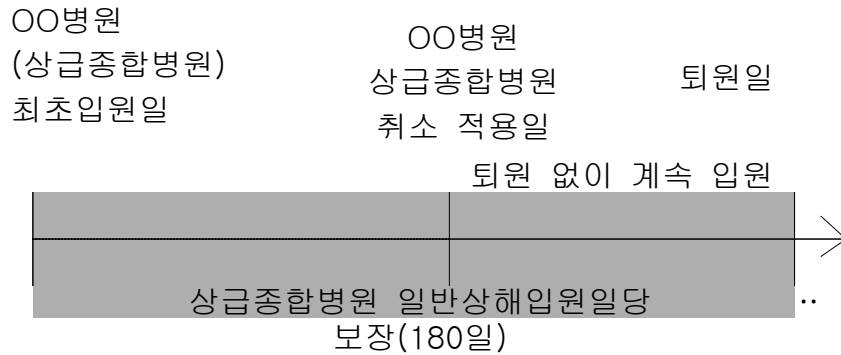 OO병원
(상급종합병원)
최초입원일
OO병원
상급종합병원
취소 적용일
퇴원일
퇴원 없이 계속 입원
상급종합병원 일반상해입원일당
보장(180일)
..